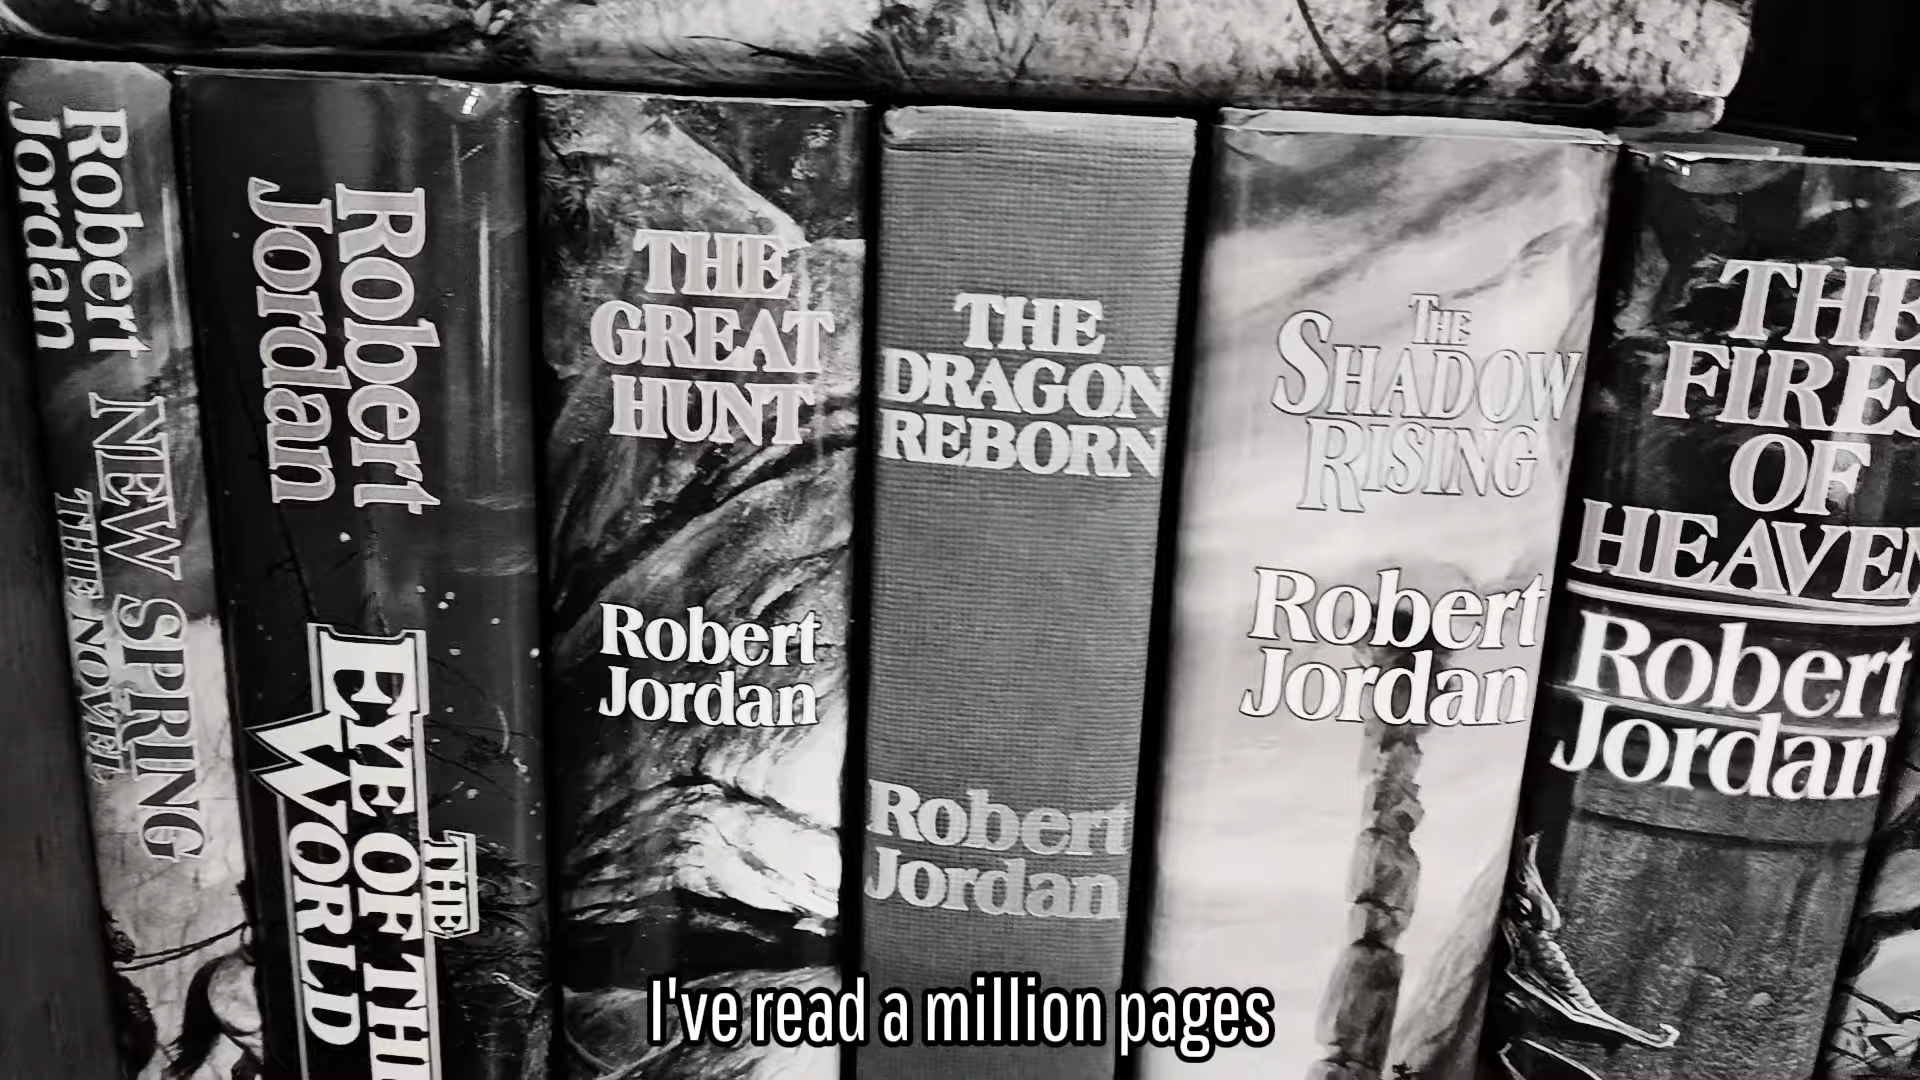 Robert
Jordan
NEW SPRING
THE NOVEL
Robert
Jordan
THE
EYE OF THE
WORLD
THE
GREAT
HUNT
Robert
Jordan
THE
DRAGON
REBORN
Robert
Jordan
THE
SHADOW
RISING
Robert
Jordan
THE
FIRES
OF
HEAVEN
Robert
Jordan
I've read a million pages